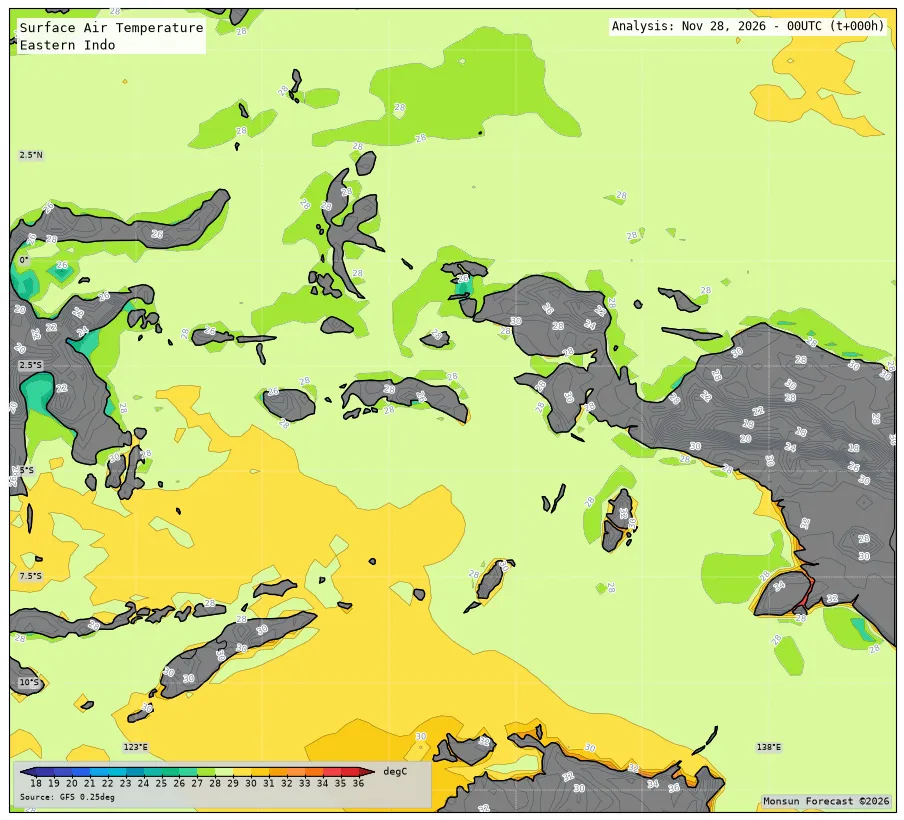 Surface Air Temperature
Eastern Indo
Analysis: Nov 28, 2026 - 00UTC (t+000h)
2.5°N
0°
2.5°S
5°S
7.5°S
10°S
123°E
138°E
degC
18 19 20 21 22 23 24 25 26 27 28 29 30 31 32 33 34 35 36
Source: GFS 0.25deg
Monsun Forecast ©2026